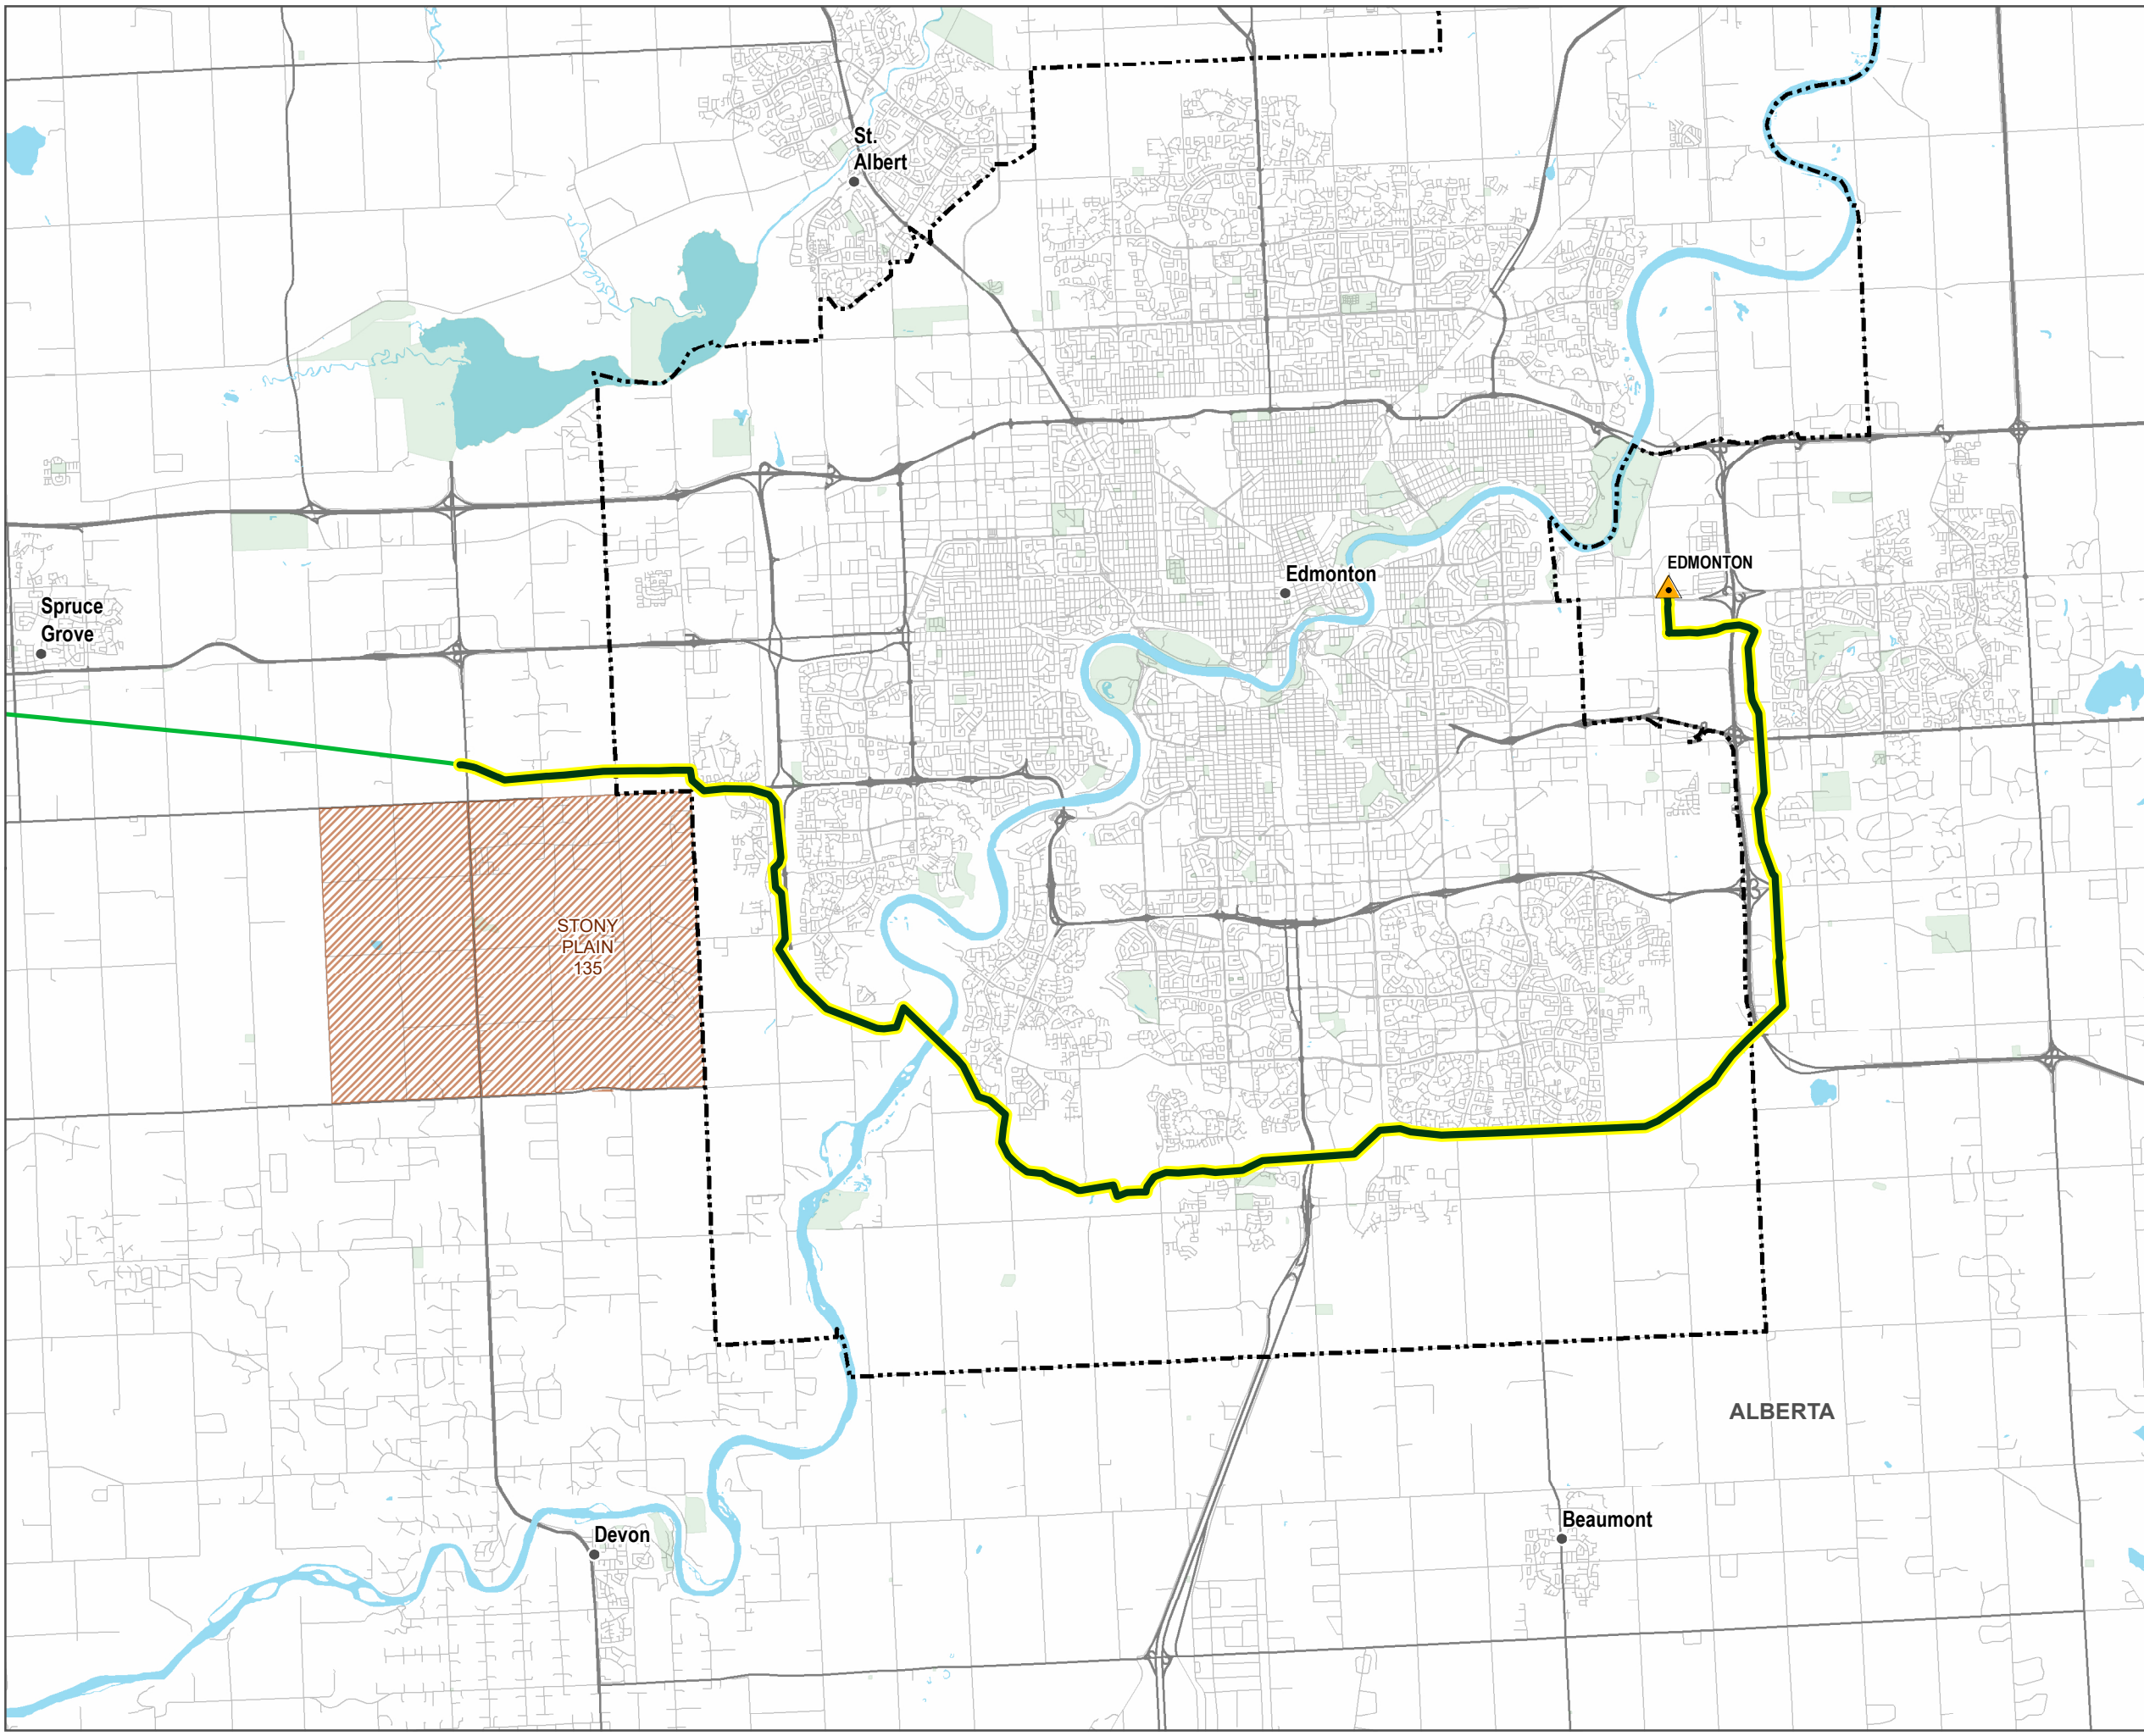 St.
Albert
EDMONTON
Edmonton
Spruce
Grove
STONY
PLAIN
135
ALBERTA
Beaumont
Devon